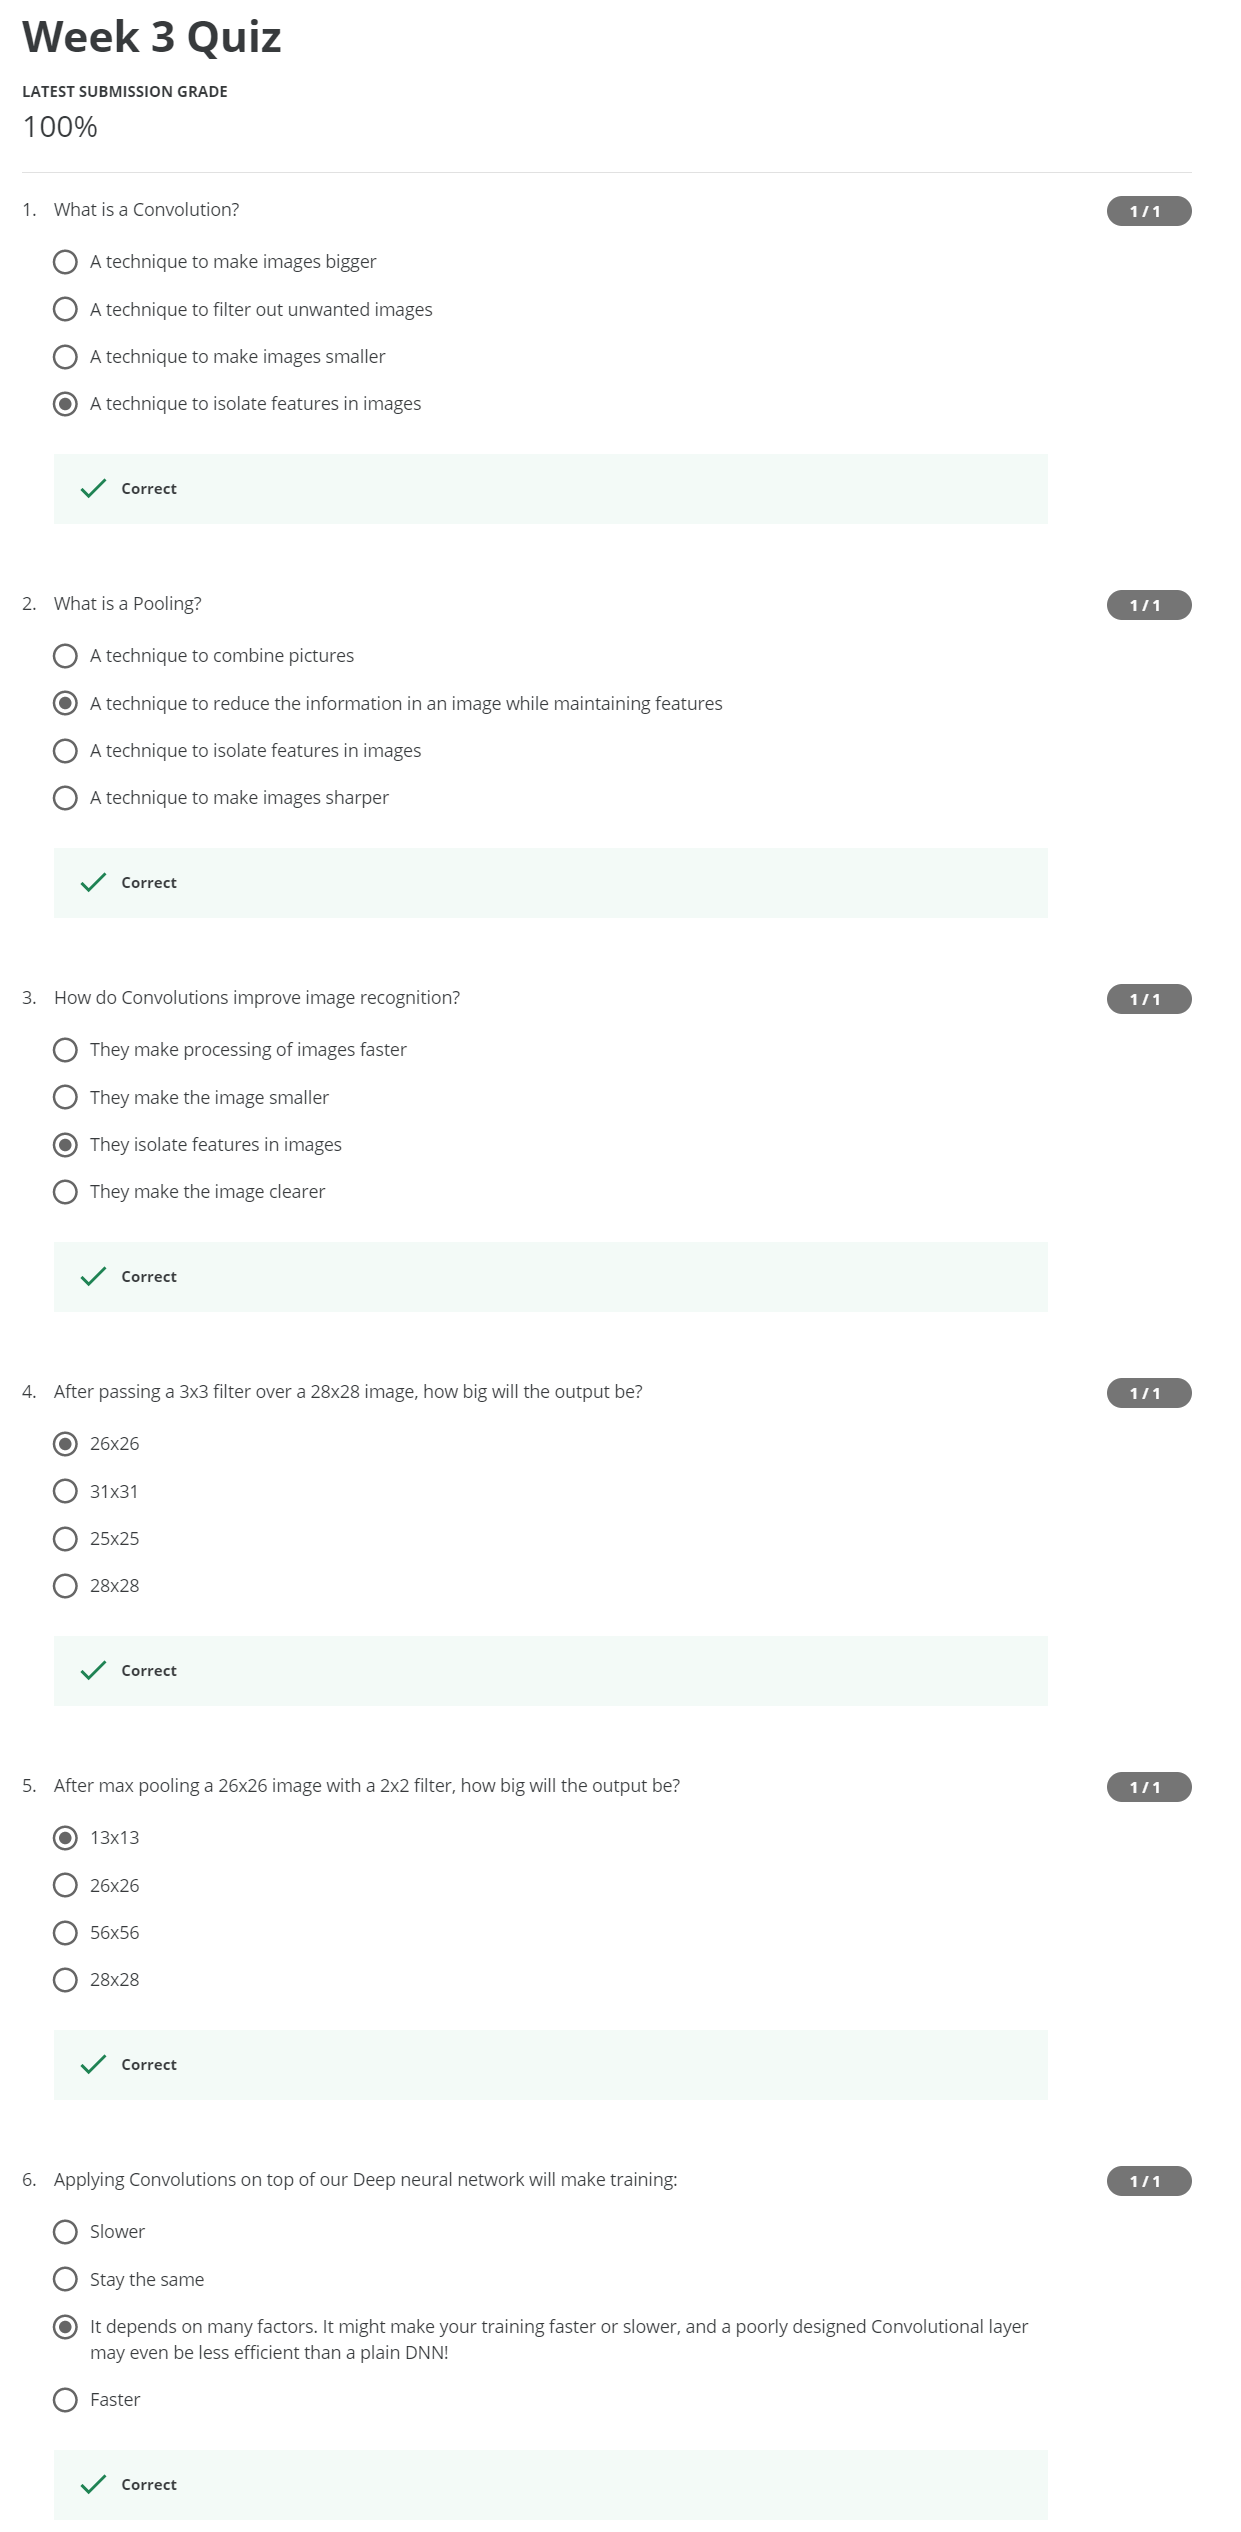 Week 3 Quiz
LATEST SUBMISSION GRADE
100%
1. What is a Convolution?
1 / 1
A technique to make images bigger
A technique to filter out unwanted images
A technique to make images smaller
A technique to isolate features in images
Correct
2. What is a Pooling?
1 / 1
A technique to combine pictures
A technique to reduce the information in an image while maintaining features
A technique to isolate features in images
A technique to make images sharper
Correct
3. How do Convolutions improve image recognition?
1 / 1
They make processing of images faster
They make the image smaller
They isolate features in images
They make the image clearer
Correct
4. After passing a 3x3 filter over a 28x28 image, how big will the output be?
1 / 1
26x26
31x31
25x25
28x28
Correct
5. After max pooling a 26x26 image with a 2x2 filter, how big will the output be?
1 / 1
13x13
26x26
56x56
28x28
Correct
6. Applying Convolutions on top of our Deep neural network will make training:
1 / 1
Slower
Stay the same
It depends on many factors. It might make your training faster or slower, and a poorly designed Convolutional layer
may even be less efficient than a plain DNN!
Faster
Correct